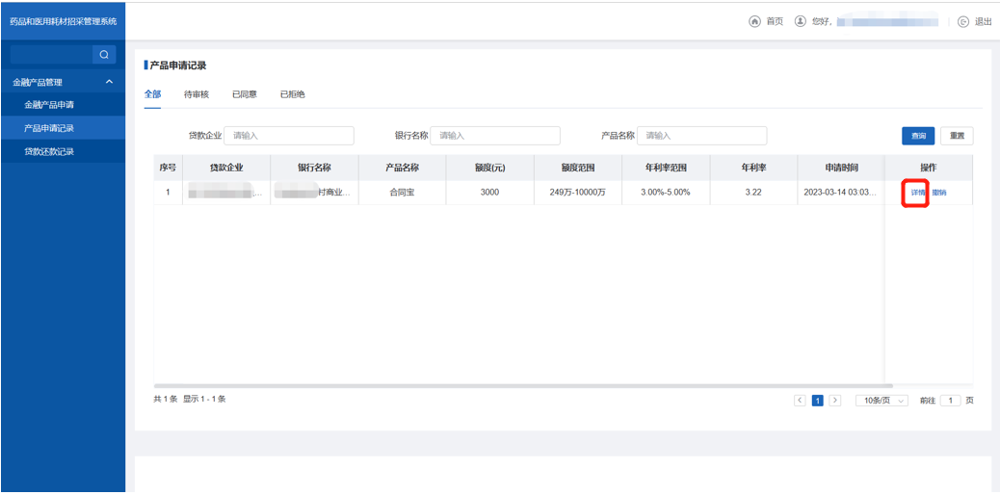 药品和医用耗材招采管理系统
首页 您好, 退出
金融产品管理
金融产品申请
产品申请记录
贷款还款记录
产品申请记录
全部 待审核 已同意 已拒绝
贷款企业 请输入 银行名称 请输入 产品名称 请输入 查询 重置
序号 贷款企业 银行名称 产品名称 额度(元) 额度范围 年利率范围 年利率 申请时间 操作
1 ... 村商业... 合同宝 3000 249万-10000万 3.00%-5.00% 3.22 2023-03-14 03:03... 详情 撤销
共 1 条 显示 1 - 1 条
1 10条/页 前往 1 页